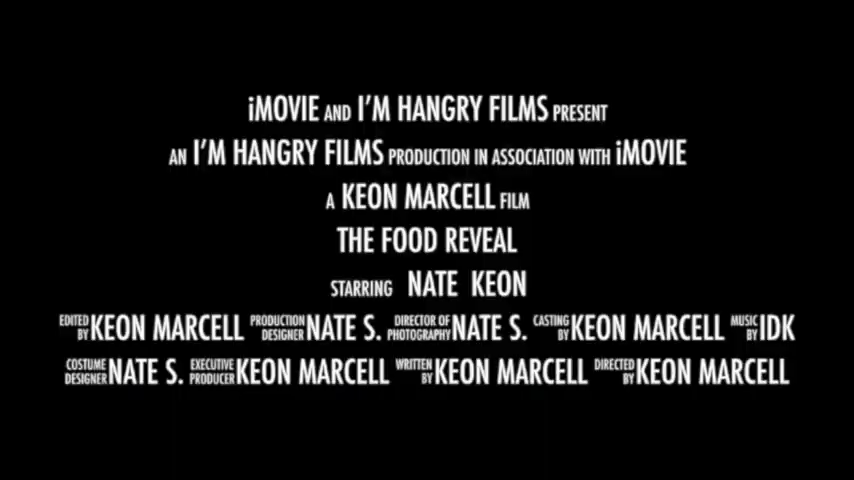 iMOVIE AND I'M HANGRY FILMS PRESENT
AN I'M HANGRY FILMS PRODUCTION IN ASSOCIATION WITH iMOVIE
A KEON MARCELL FILM
THE FOOD REVEAL
STARRING NATE KEON
EDITED BY KEON MARCELL PRODUCTION DESIGNER NATE S. DIRECTOR OF PHOTOGRAPHY NATE S. CASTING BY KEON MARCELL MUSIC BY IDK
COSTUME DESIGNER NATE S. EXECUTIVE PRODUCER KEON MARCELL WRITTEN BY KEON MARCELL DIRECTED BY KEON MARCELL